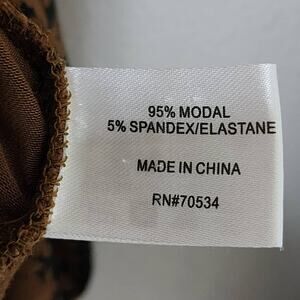 95% MODAL
5% SPANDEX/ELASTANE
MADE IN CHINA
RN#70534